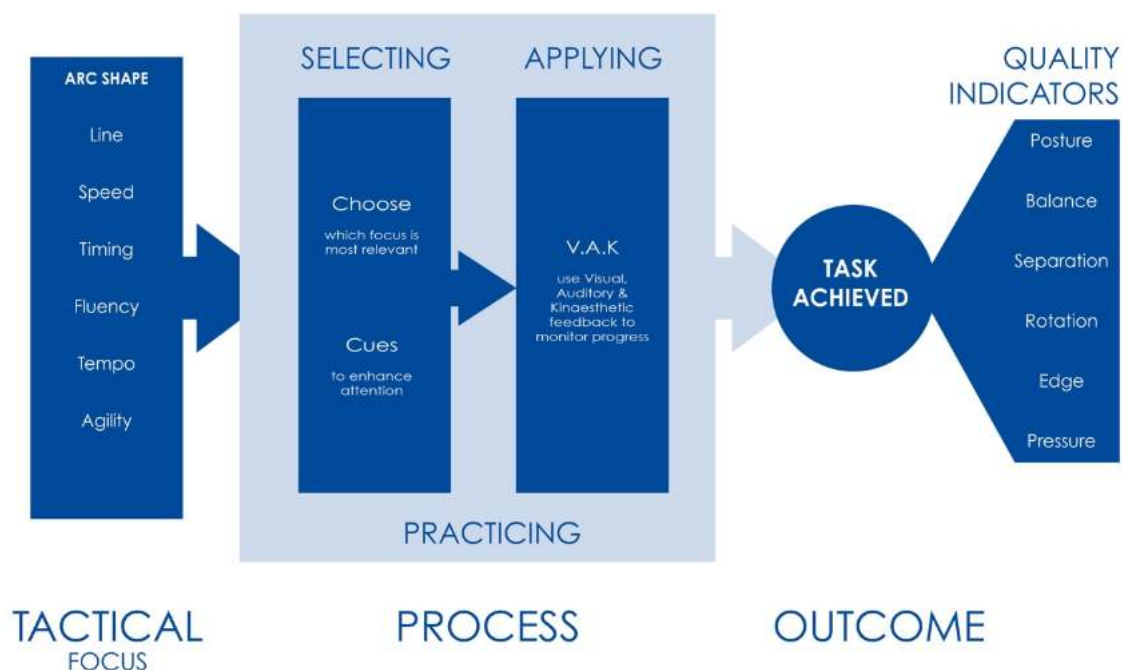 ARC SHAPE
Line
Speed
Timing
Fluency
Tempo
Agility
SELECTING
Choose
which focus is
most relevant
Cues
to enhance
attention
APPLYING
V.A.K
use Visual,
Auditory &
Kinaesthetic
feedback to
monitor progress
PRACTICING
TASK
ACHIEVED
QUALITY
INDICATORS
Posture
Balance
Separation
Rotation
Edge
Pressure
TACTICAL
FOCUS
PROCESS
OUTCOME